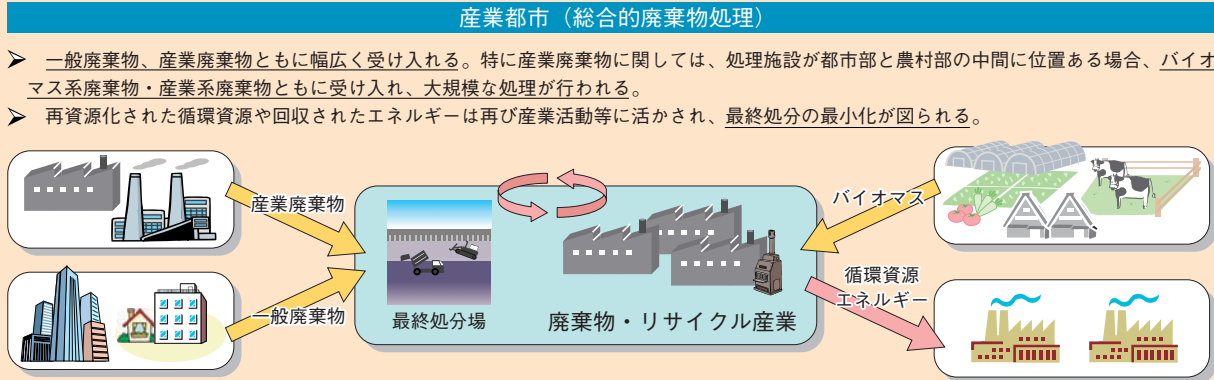 産業都市（総合的廃棄物処理）
➢ 一般廃棄物、産業廃棄物ともに幅広く受け入れる。特に産業廃棄物に関しては、処理施設が都市部と農村部の中間に位置ある場合、バイオ
マス系廃棄物・産業系廃棄物ともに受け入れ、大規模な処理が行われる。
➢ 再資源化された循環資源や回収されたエネルギーは再び産業活動等に活かされ、最終処分の最小化が図られる。
産業廃棄物
一般廃棄物
最終処分場
廃棄物・リサイクル産業
バイオマス
循環資源
エネルギー